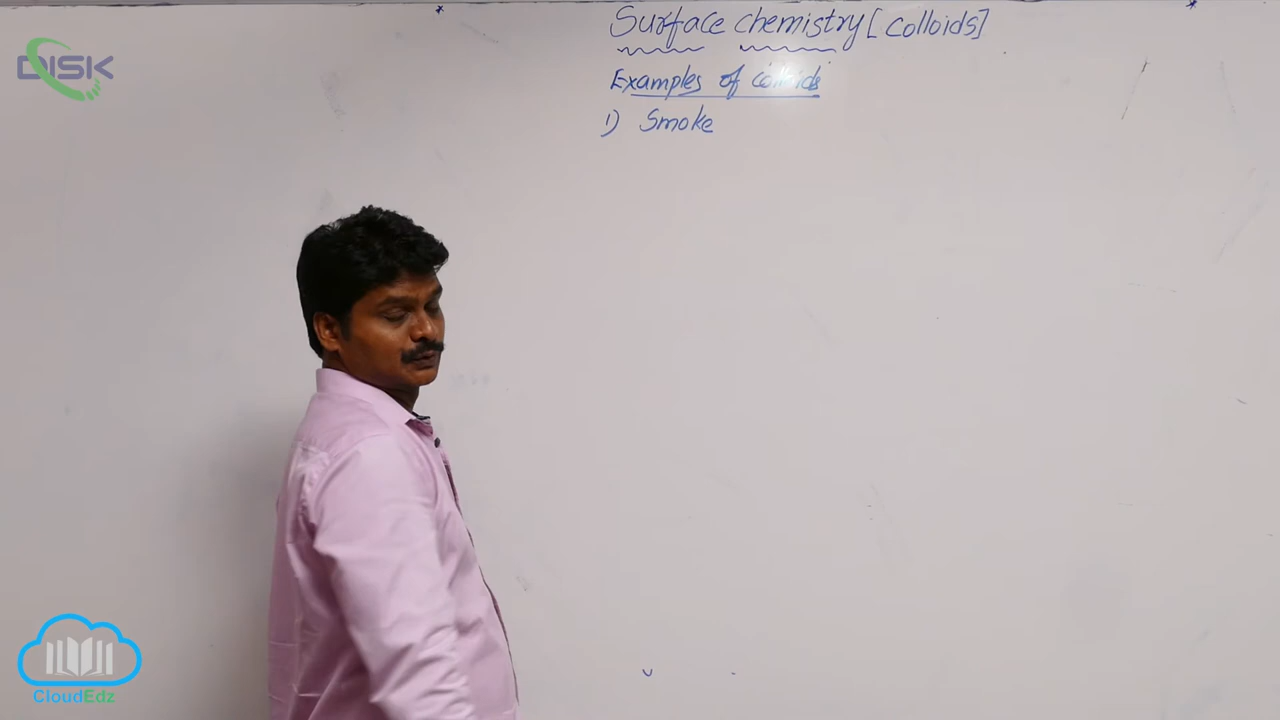 Surface chemistry [Colloids]
Examples of colloids
1) Smoke
DISK
CloudEdz